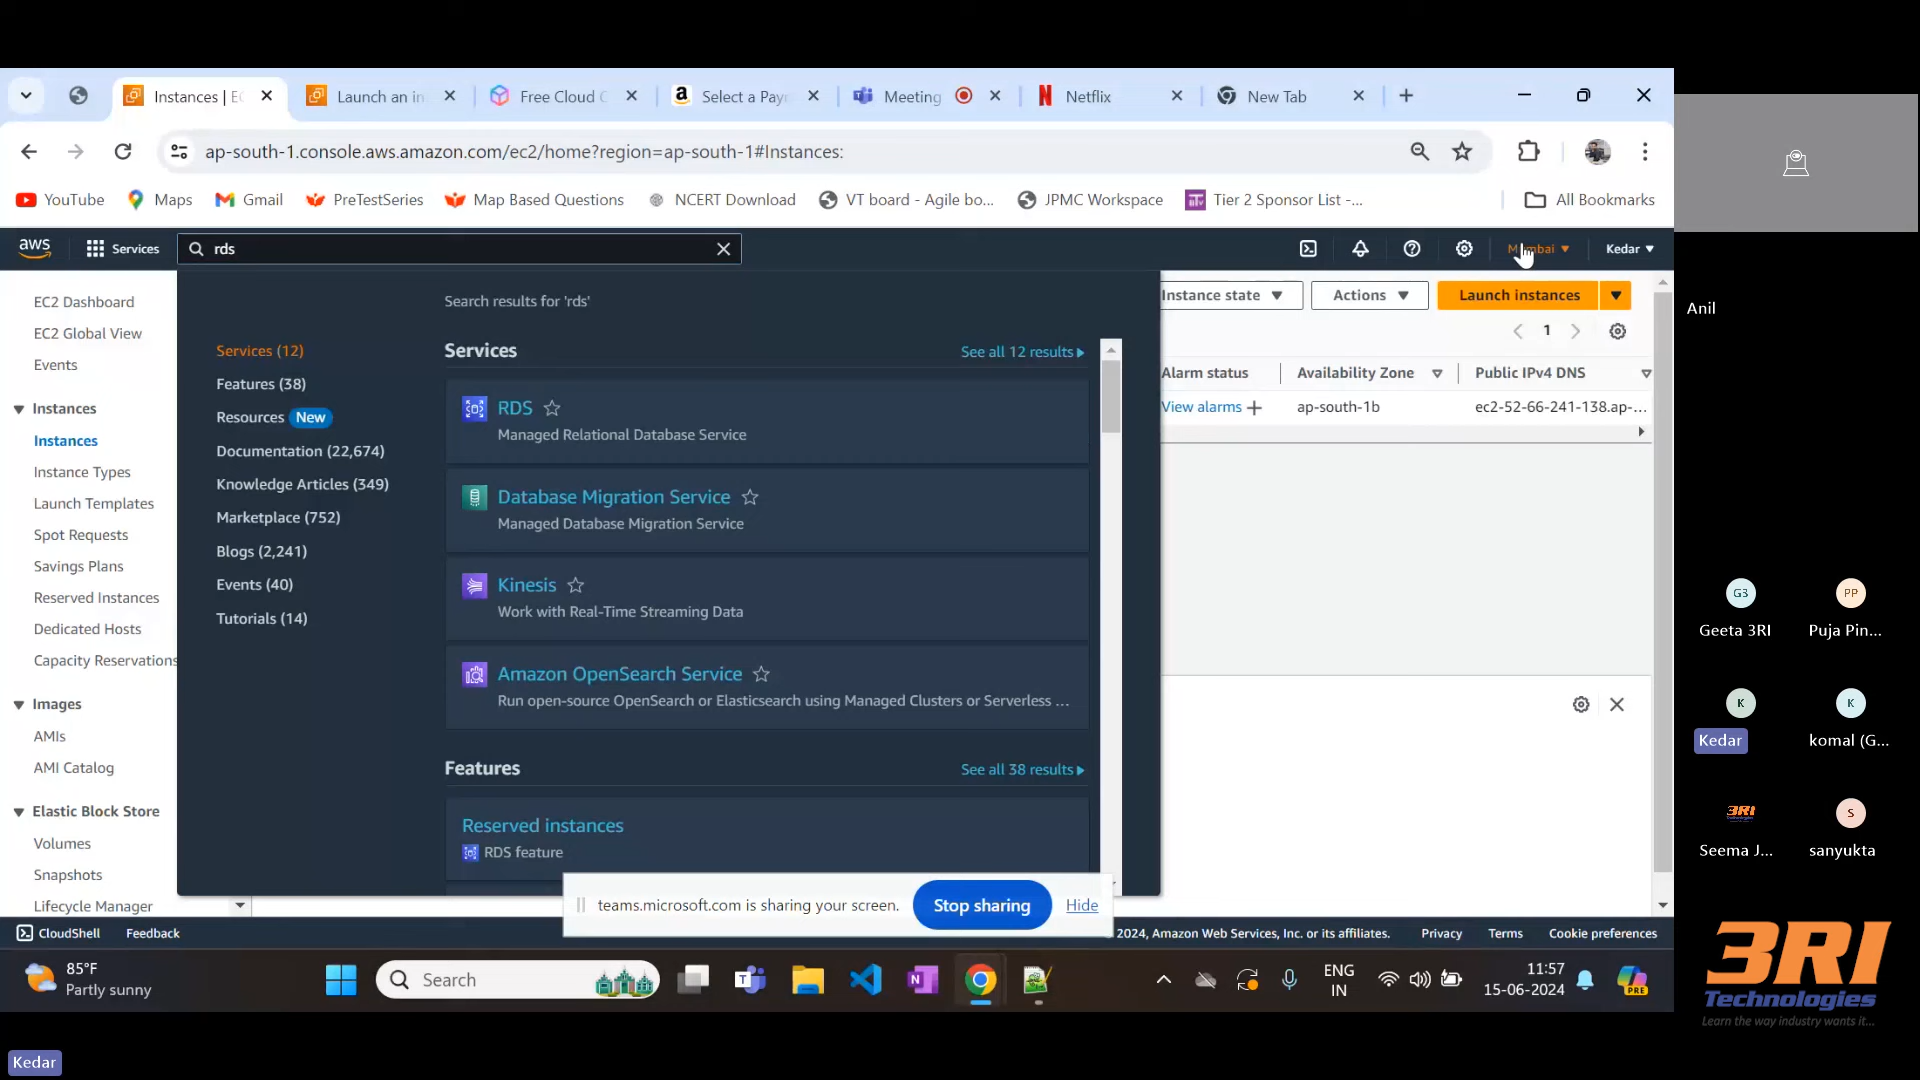 Instances | EC
Launch an in
Free Cloud C
Select a Payn
Meeting
Netflix
New Tab
ap-south-1.console.aws.amazon.com/ec2/home?region=ap-south-1#Instances:
YouTube
Maps
Gmail
PreTestSeries
Map Based Questions
NCERT Download
VT board - Agile bo...
JPMC Workspace
Tier 2 Sponsor List -...
All Bookmarks
aws
Services
rds
Mumbai
Kedar
EC2 Dashboard
EC2 Global View
Events
Instances
Instances
Instance Types
Launch Templates
Spot Requests
Savings Plans
Reserved Instances
Dedicated Hosts
Capacity Reservations
Images
AMIs
AMI Catalog
Elastic Block Store
Volumes
Snapshots
Lifecycle Manager
Search results for 'rds'
Services (12)
Features (38)
Resources New
Documentation (22,674)
Knowledge Articles (349)
Marketplace (752)
Blogs (2,241)
Events (40)
Tutorials (14)
Services
See all 12 results
RDS
Managed Relational Database Service
Database Migration Service
Managed Database Migration Service
Kinesis
Work with Real-Time Streaming Data
Amazon OpenSearch Service
Run open-source OpenSearch or Elasticsearch using Managed Clusters or Serverless ...
Features
See all 38 results
Reserved instances
RDS feature
Instance state
Actions
Launch instances
1
Alarm status
Availability Zone
Public IPv4 DNS
View alarms
ap-south-1b
ec2-52-66-241-138.ap-...
teams.microsoft.com is sharing your screen.
Stop sharing
Hide
CloudShell
Feedback
2024, Amazon Web Services, Inc. or its affiliates.
Privacy
Terms
Cookie preferences
85°F
Partly sunny
Search
ENG
IN
11:57
15-06-2024
PRE
Anil
G3
Geeta 3RI
PP
Puja Pin...
K
Kedar
K
komal (G...
3RI
Seema J...
S
sanyukta
3RI
Technologies
Learn the way industry wants it...
Kedar